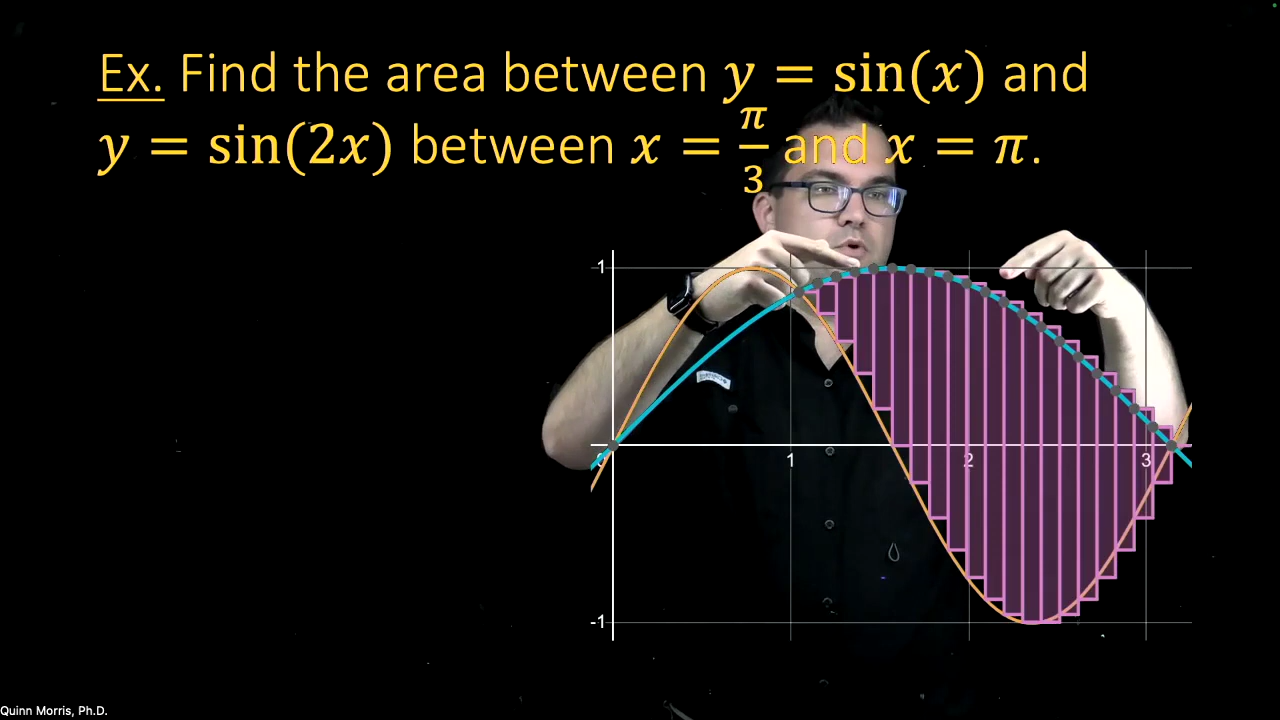 Ex. Find the area between y = sin(x) and
y = sin(2x) between x = π/3 and x = π.
1
0 1 2 3
-1
Quinn Morris, Ph.D.